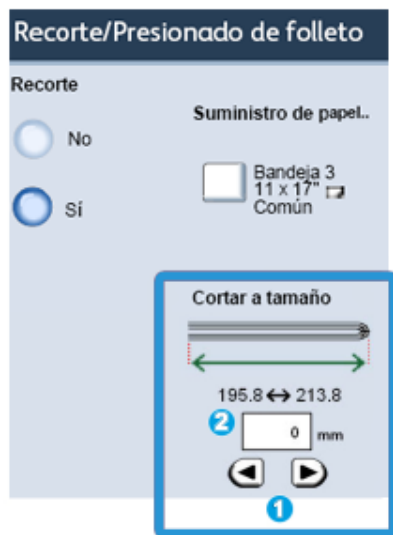 Recorte/Presionado de folleto
Recorte
Suministro de papel..
No
Bandeja 3
11 x 17"
Común
Sí
Cortar a tamaño
195.8 ↔ 213.8
2
0 mm
1